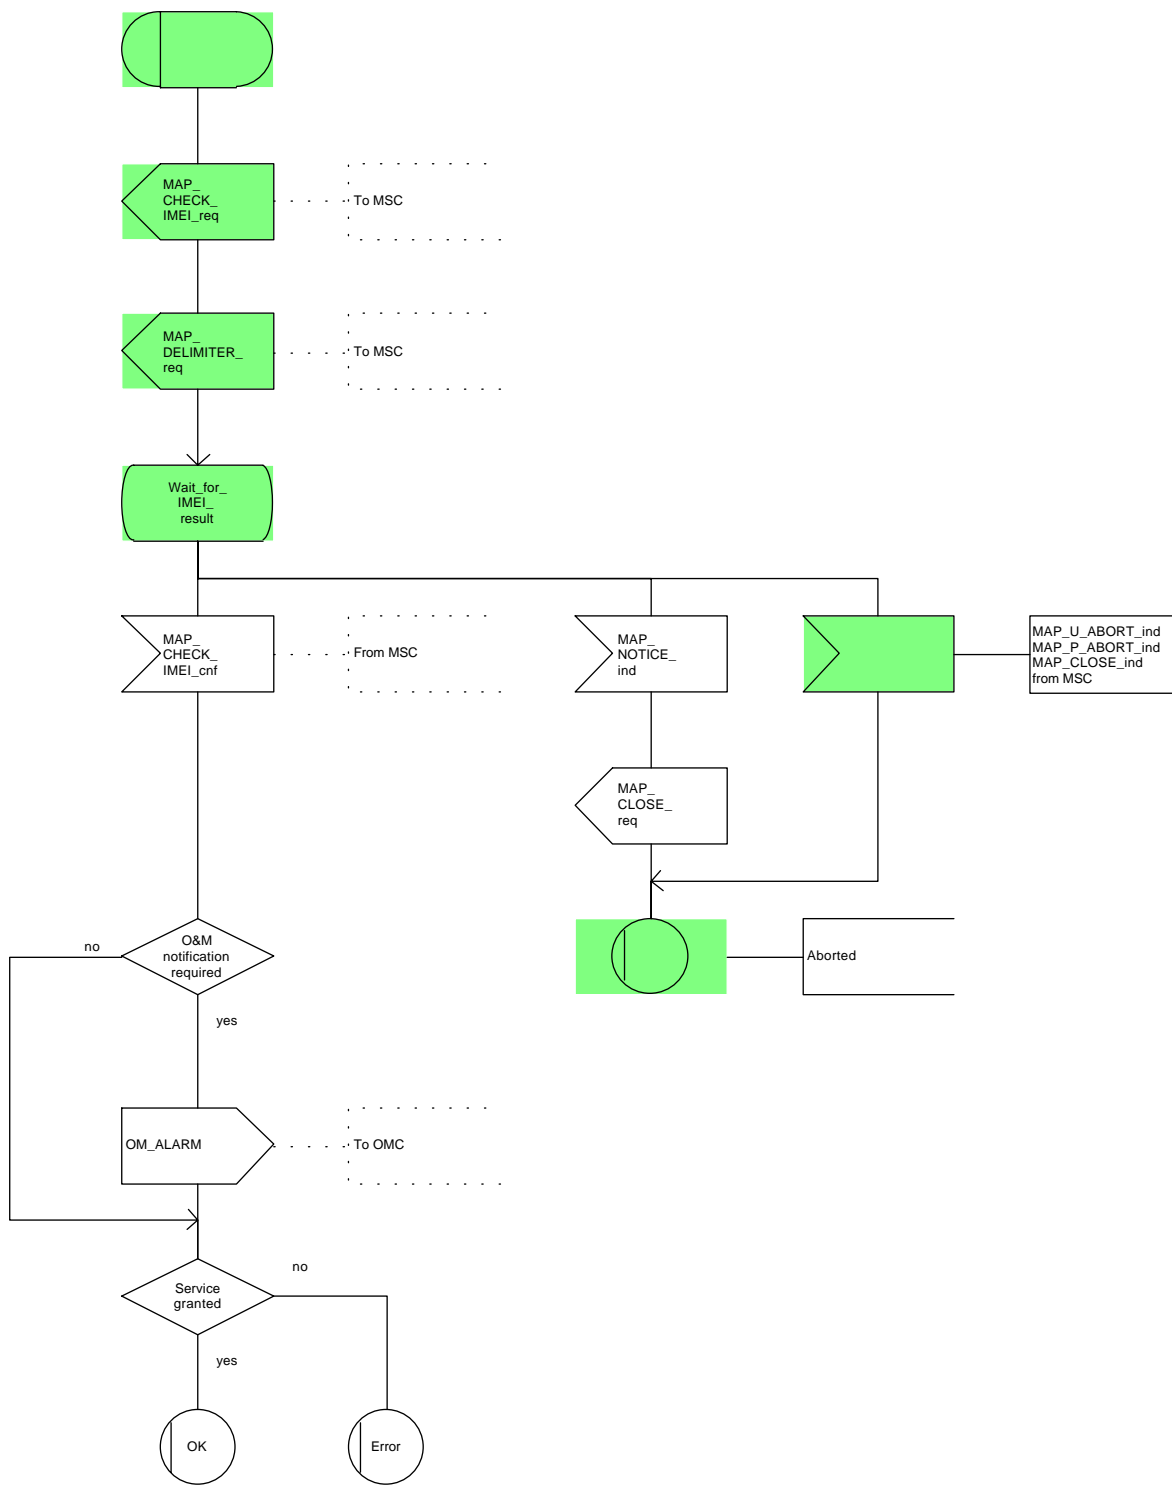 MAP_
CHECK_
IMEI_req
To MSC
MAP_
DELIMITER_
req
To MSC
Wait_for_
IMEI_
result
MAP_
CHECK_
IMEI_cnf
From MSC
MAP_
NOTICE_
ind
MAP_U_ABORT_ind
MAP_P_ABORT_ind
MAP_CLOSE_ind
from MSC
MAP_
CLOSE_
req
no
O&M
notification
required
Aborted
yes
OM_ALARM
To OMC
no
Service
granted
yes
OK
Error